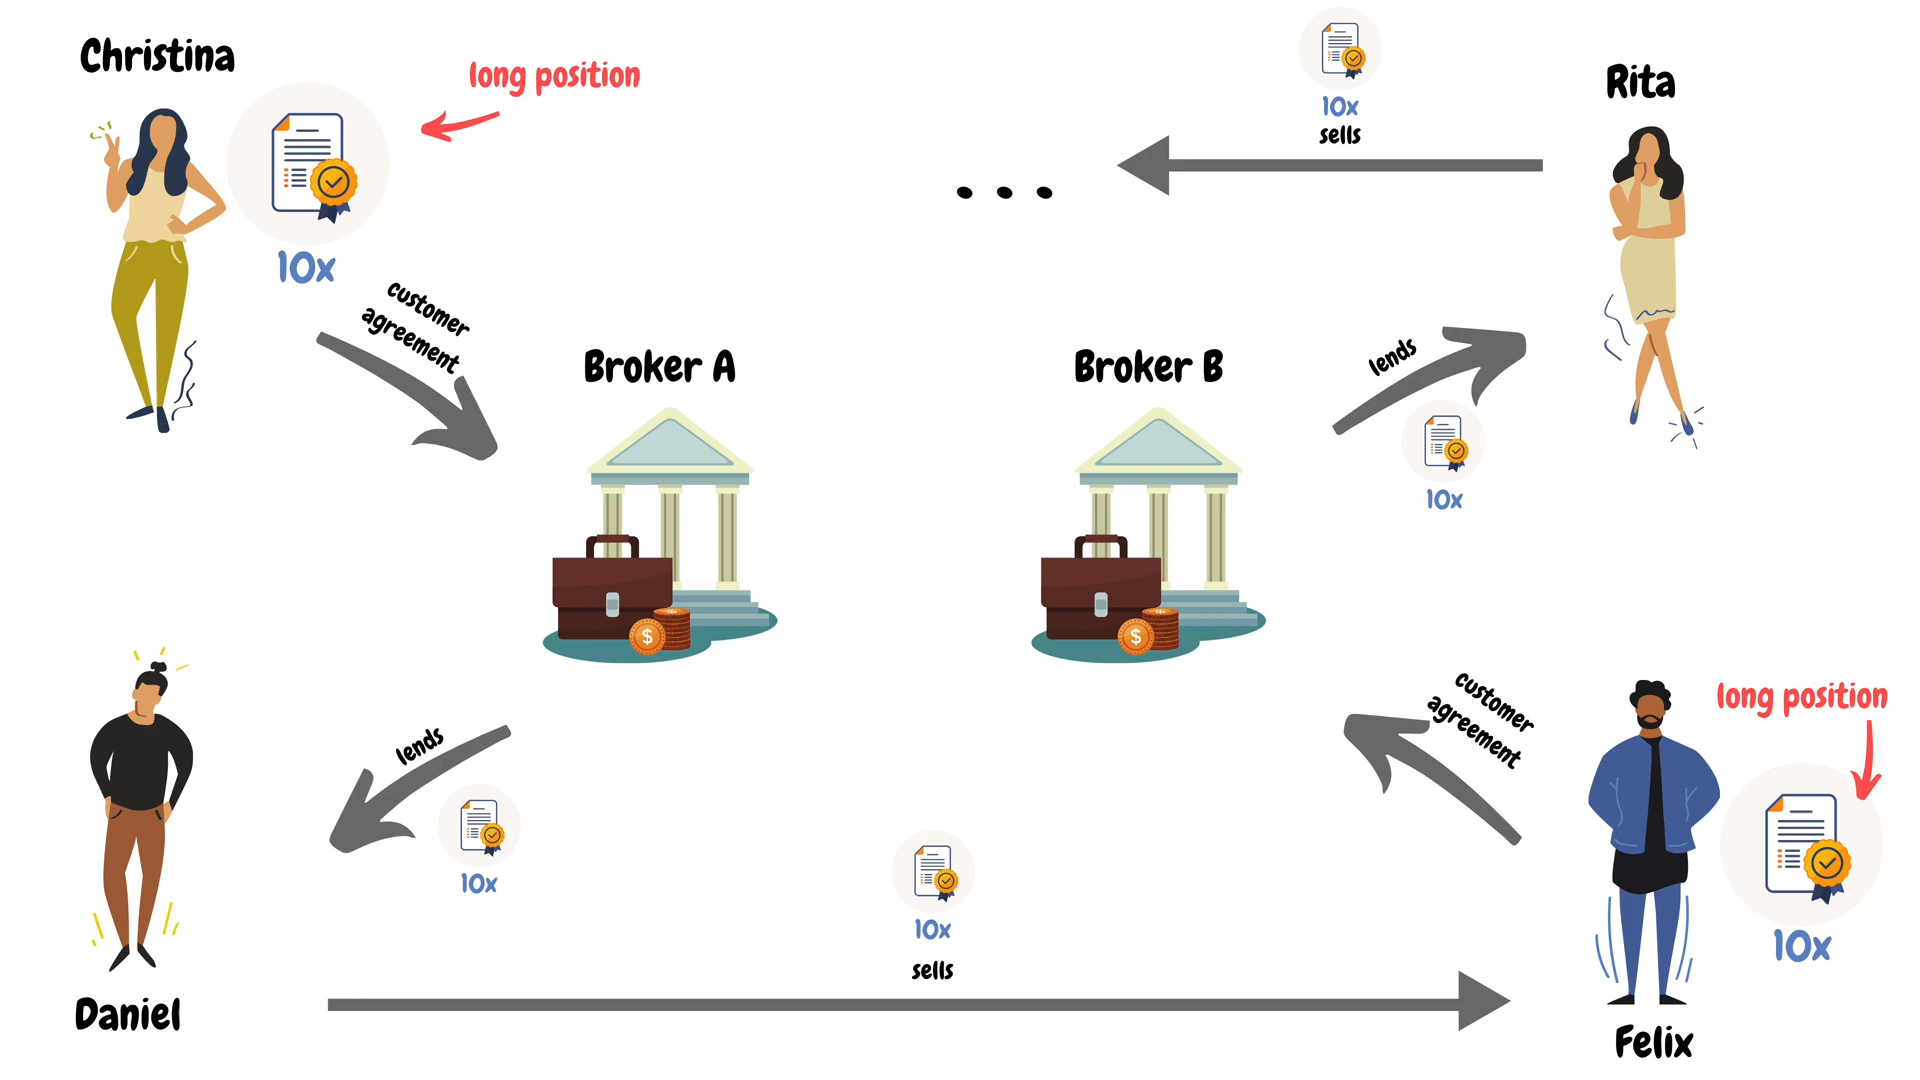 Christina
long position
10x
customer
agreement
Broker A
lends
10x
Daniel
10x
sells
Rita
10x
sells
Broker B
lends
10x
customer
agreement
long position
10x
Felix
$
$